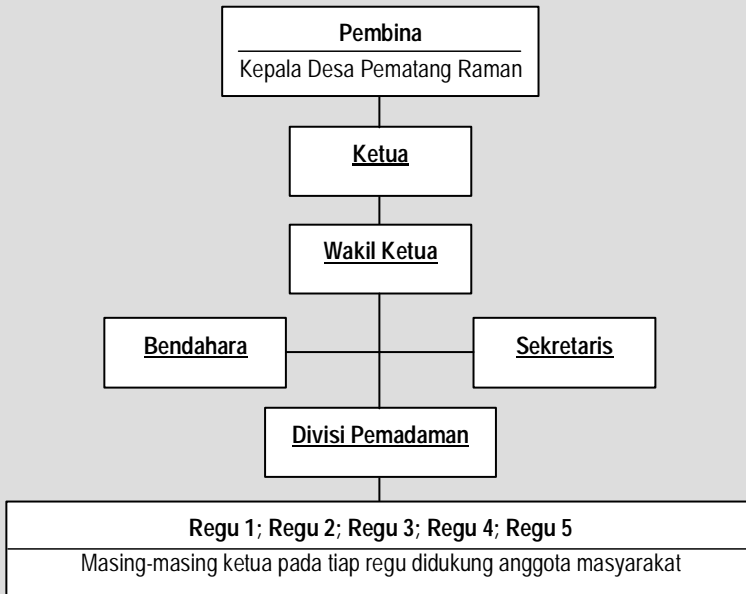 Pembina
Kepala Desa Pematang Raman
Ketua
Wakil Ketua
Bendahara
Sekretaris
Divisi Pemadaman
Regu 1; Regu 2; Regu 3; Regu 4; Regu 5
Masing-masing ketua pada tiap regu didukung anggota masyarakat